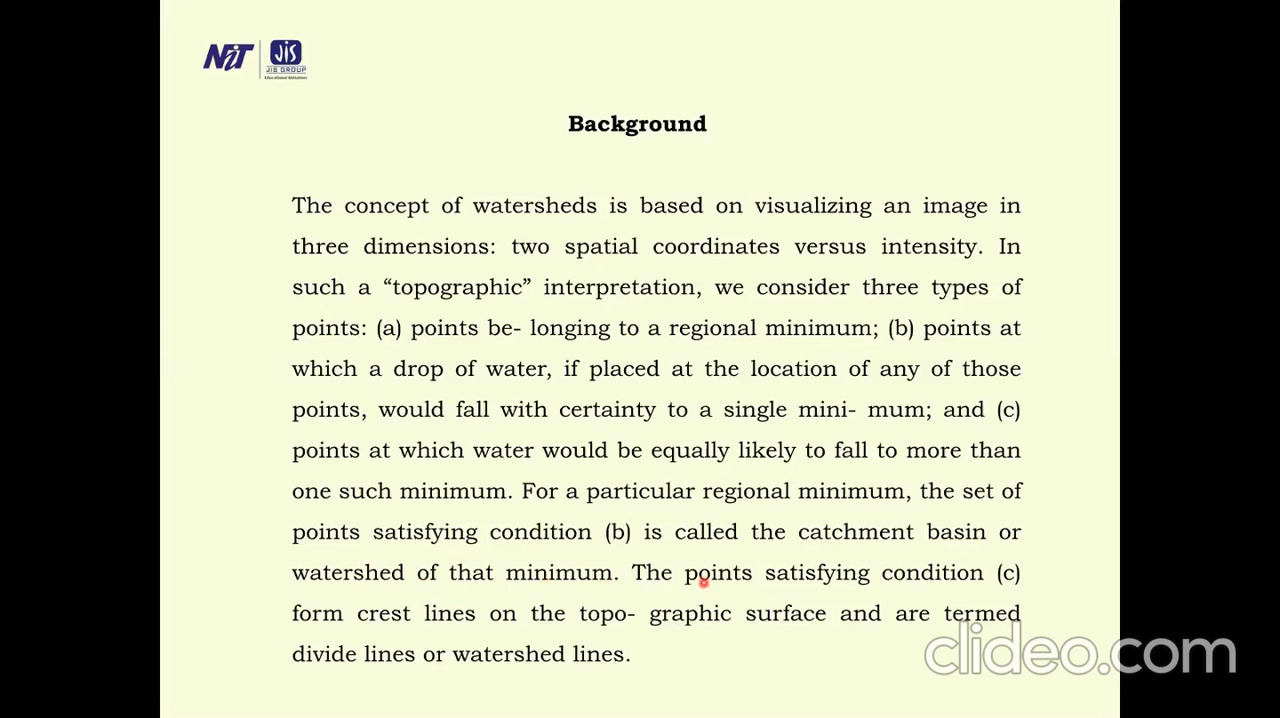 NiT
JIS
JIS GROUP
Educational Initiatives
Background
The concept of watersheds is based on visualizing an image in
three dimensions: two spatial coordinates versus intensity. In
such a “topographic” interpretation, we consider three types of
points: (a) points be- longing to a regional minimum; (b) points at
which a drop of water, if placed at the location of any of those
points, would fall with certainty to a single mini- mum; and (c)
points at which water would be equally likely to fall to more than
one such minimum. For a particular regional minimum, the set of
points satisfying condition (b) is called the catchment basin or
watershed of that minimum. The points satisfying condition (c)
form crest lines on the topo- graphic surface and are termed
divide lines or watershed lines.
clideo.com